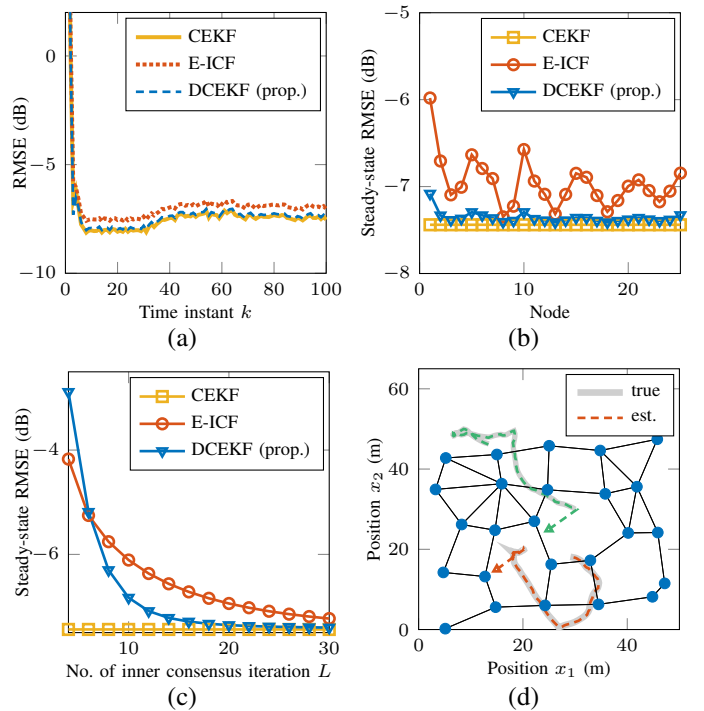 CEKF
E-ICF
DCEKF (prop.)
RMSE (dB)
0
−5
−10
0 20 40 60 80 100
Time instant k
(a)
CEKF
E-ICF
DCEKF (prop.)
Steady-state RMSE (dB)
−5
−6
−7
−8
0 10 20
Node
(b)
CEKF
E-ICF
DCEKF (prop.)
Steady-state RMSE (dB)
−4
−6
10 20 30
No. of inner consensus iteration L
(c)
true
est.
Position x₂ (m)
60
40
20
0
0 20 40
Position x₁ (m)
(d)